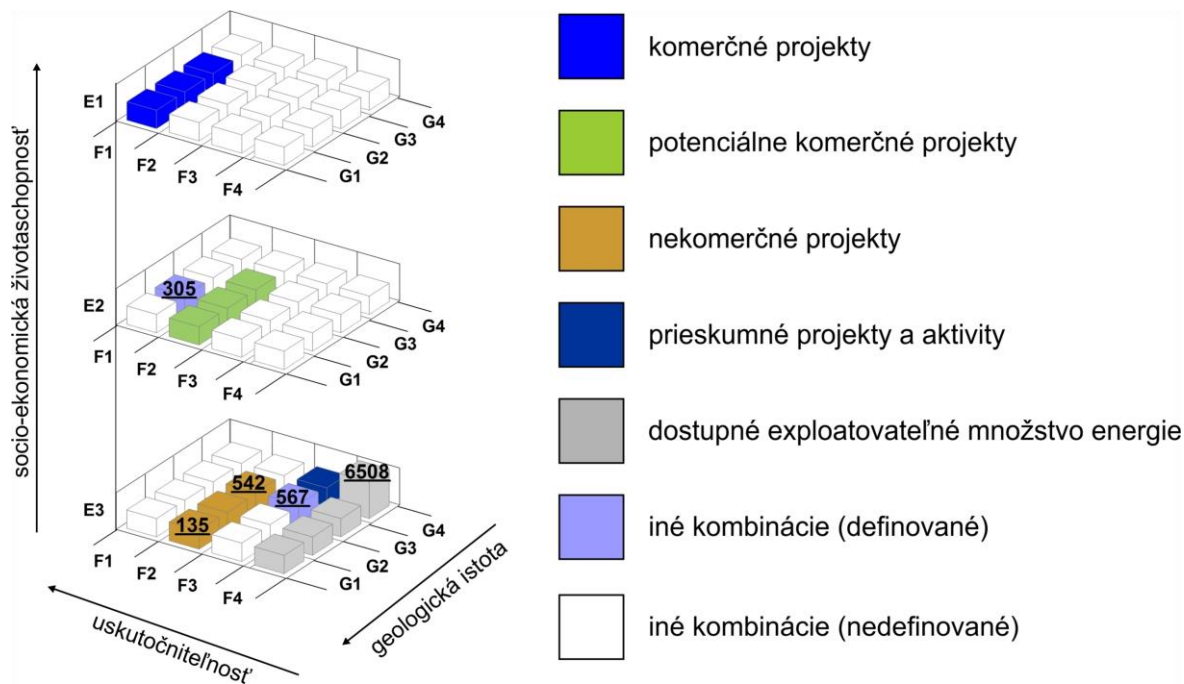 socio-ekonomická životaschopnosť
E1
F1
F2
F3
F4
G1
G2
G3
G4
305
E2
F1
F2
F3
F4
G1
G2
G3
G4
6508
542
567
135
E3
F1
F2
F3
F4
G1
G2
G3
G4
uskutočniteľnosť
geologická istota
komerčné projekty
potenciálne komerčné projekty
nekomerčné projekty
prieskumné projekty a aktivity
dostupné exploatovateľné množstvo energie
iné kombinácie (definované)
iné kombinácie (nedefinované)